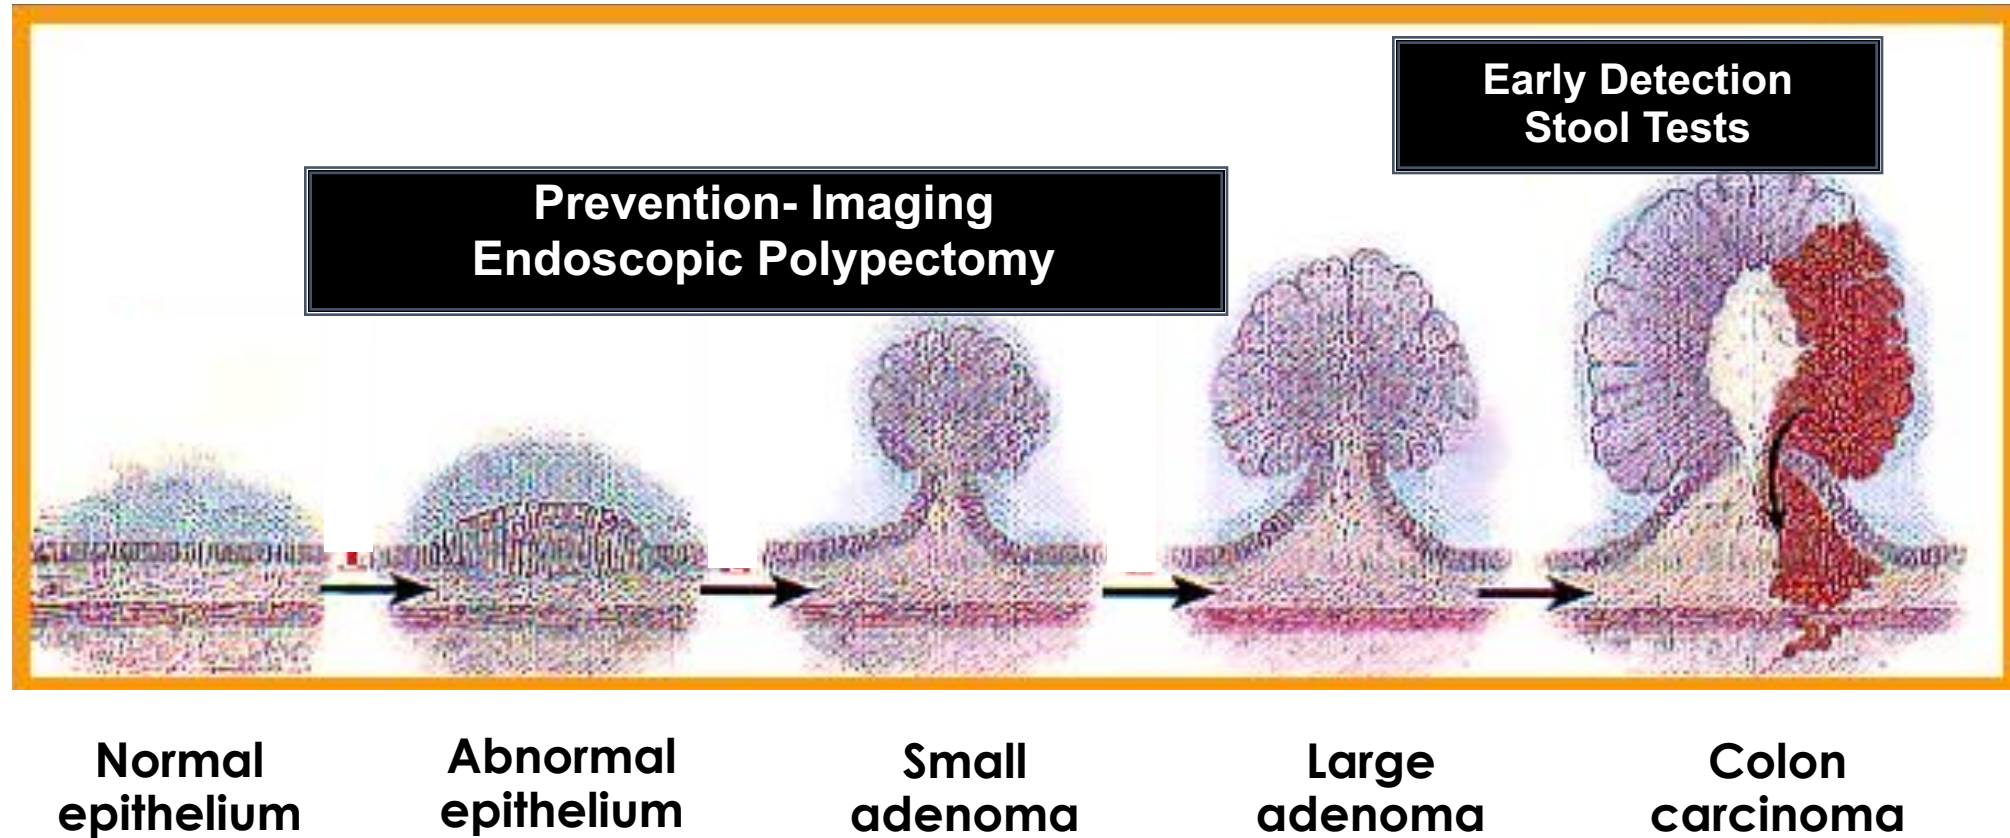 Early Detection
Stool Tests
Prevention- Imaging
Endoscopic Polypectomy
Normal
epithelium
Abnormal
epithelium
Small
adenoma
Large
adenoma
Colon
carcinoma